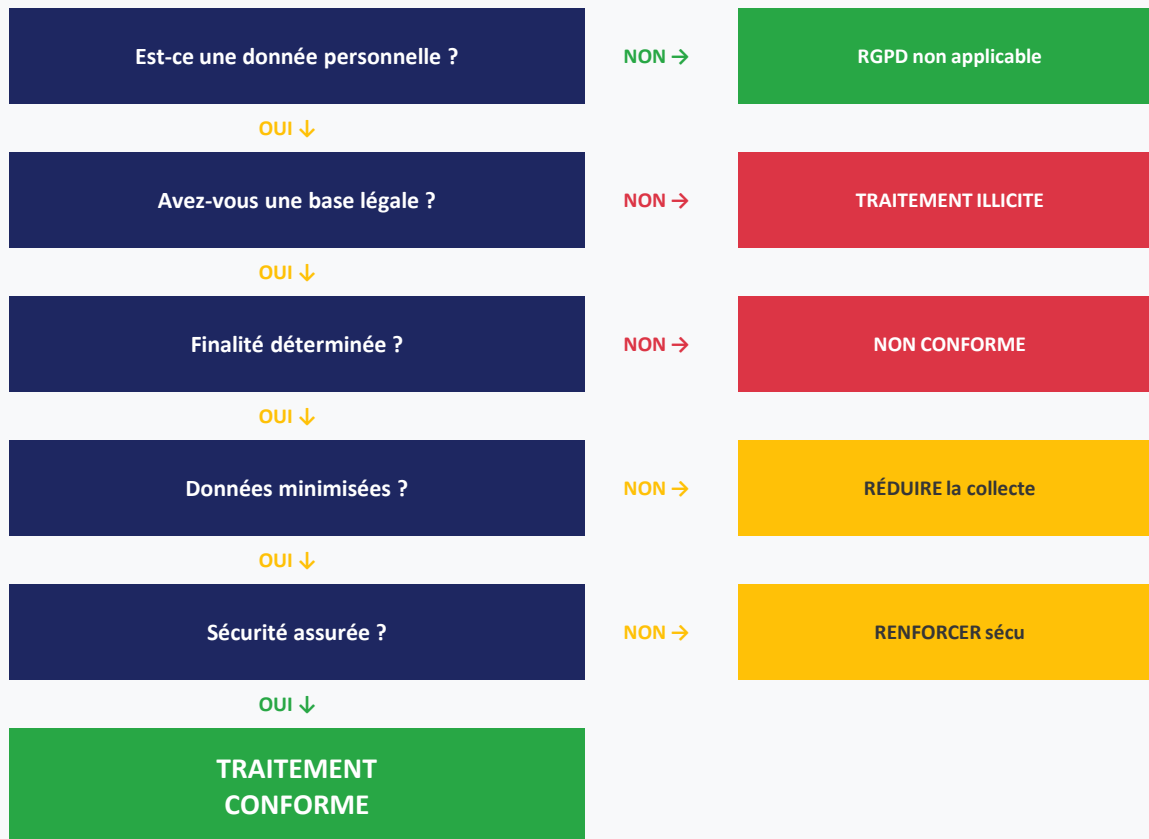 Est-ce une donnée personnelle ?
NON →
RGPD non applicable
OUI ↓
Avez-vous une base légale ?
NON →
TRAITEMENT ILLICITE
OUI ↓
Finalité déterminée ?
NON →
NON CONFORME
OUI ↓
Données minimisées ?
NON →
RÉDUIRE la collecte
OUI ↓
Sécurité assurée ?
NON →
RENFORCER sécu
OUI ↓
TRAITEMENT
CONFORME